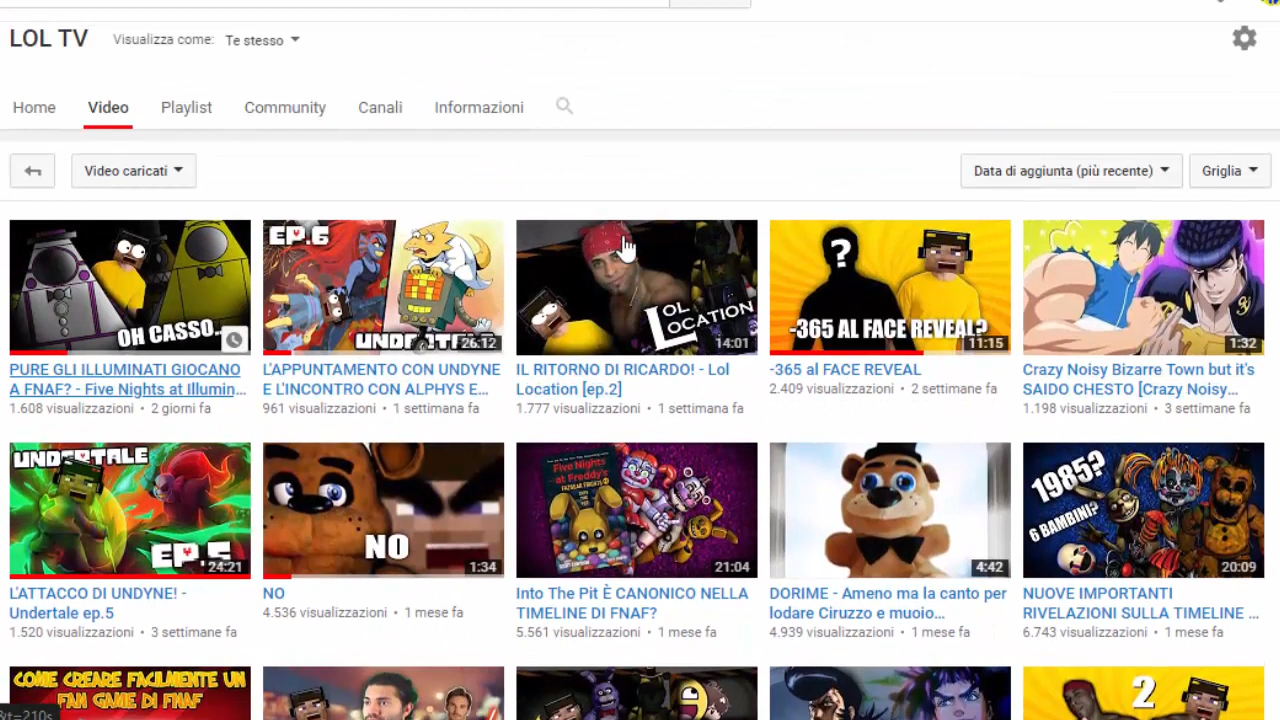 LOL TV Visualizza come: Te stesso
Home Video Playlist Community Canali Informazioni
Video caricati Data di aggiunta (più recente) Griglia
OH CASSO..
EP.6
UNDERTALE
26:12
LOL LOCATION
14:01
?
-365 AL FACE REVEAL?
11:15
1:32
PURE GLI ILLUMINATI GIOCANO
A FNAF? - Five Nights at Illumin...
1.608 visualizzazioni • 2 giorni fa
L'APPUNTAMENTO CON UNDYNE
E L'INCONTRO CON ALPHYS E...
961 visualizzazioni • 1 settimana fa
IL RITORNO DI RICARDO! - Lol
Location [ep.2]
1.777 visualizzazioni • 1 settimana fa
-365 al FACE REVEAL
2.409 visualizzazioni • 2 settimane fa
Crazy Noisy Bizarre Town but it's
SAIDO CHESTO [Crazy Noisy...
1.198 visualizzazioni • 3 settimane fa
UNDERTALE
EP.5
24:21
NO
1:34
Five Nights
at Freddy's
21:04
4:42
1985?
6 BAMBINI?
20:09
L'ATTACCO DI UNDYNE! -
Undertale ep.5
1.520 visualizzazioni • 3 settimane fa
NO
4.536 visualizzazioni • 1 mese fa
Into The Pit È CANONICO NELLA
TIMELINE DI FNAF?
5.561 visualizzazioni • 1 mese fa
DORIME - Ameno ma la canto per
lodare Ciruzzo e muoio...
4.939 visualizzazioni • 1 mese fa
NUOVE IMPORTANTI
RIVELAZIONI SULLA TIMELINE ...
6.743 visualizzazioni • 1 mese fa
COME CREARE FACILMENTE UN
FAN GAME DI FNAF
2
&t=210s